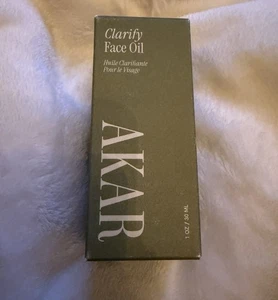 Clarify
Face Oil
Huile Clarifiante
Pour le Visage
AKAR
1 OZ / 30 ML